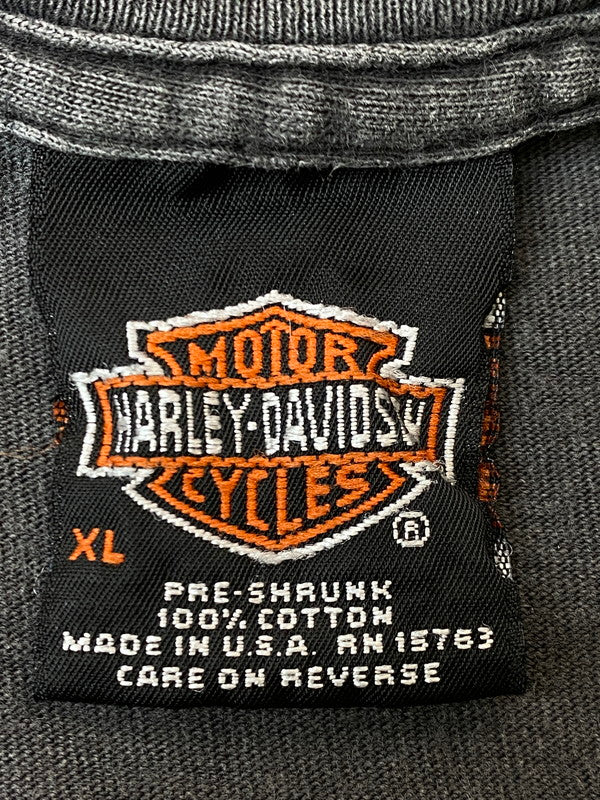 MOTOR
HARLEY-DAVIDSON
CYCLES
®
XL
PRE-SHRUNK
100% COTTON
MADE IN U.S.A. RN 15763
CARE ON REVERSE